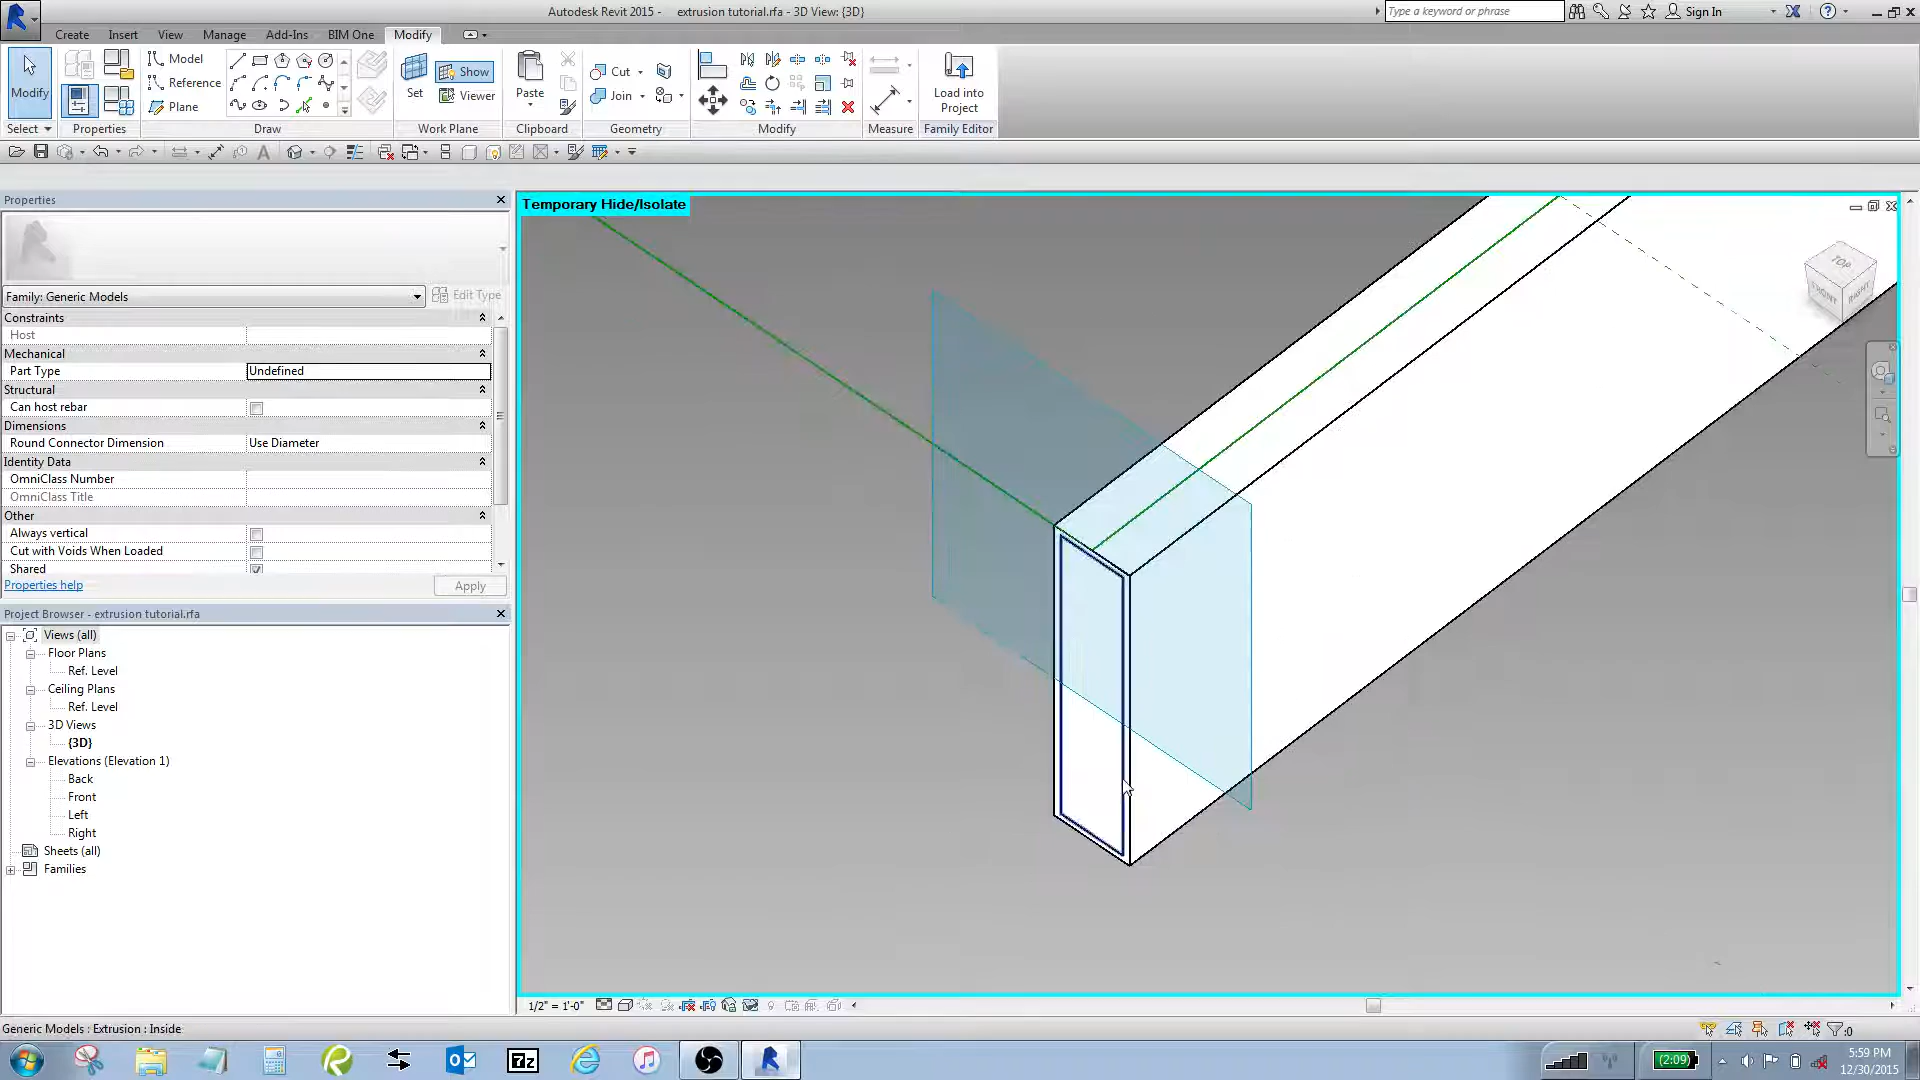 Autodesk Revit 2015 - extrusion tutorial.rfa - 3D View: {3D}
Type a keyword or phrase
Sign In
Create Insert View Manage Add-Ins BIM One Modify
Modify
Model
Reference
Plane
Set
Show
Viewer
Paste
Cut
Join
Load into
Project
Select Properties Draw Work Plane Clipboard Geometry Modify Measure Family Editor
Properties
Family: Generic Models
Edit Type
Constraints
Host
Mechanical
Part Type Undefined
Structural
Can host rebar
Dimensions
Round Connector Dimension Use Diameter
Identity Data
OmniClass Number
OmniClass Title
Other
Always vertical
Cut with Voids When Loaded
Shared
Properties help
Apply
Project Browser - extrusion tutorial.rfa
Views (all)
Floor Plans
Ref. Level
Ceiling Plans
Ref. Level
3D Views
{3D}
Elevations (Elevation 1)
Back
Front
Left
Right
Sheets (all)
Families
Temporary Hide/Isolate
TOP
FRONT
RIGHT
1/2" = 1'-0"
Generic Models : Extrusion : Inside
:0
7z
(2:09)
5:59 PM
12/30/2015